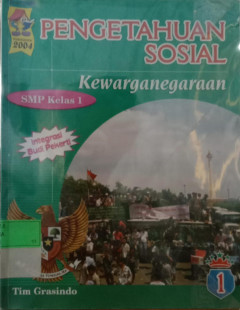 2004
PENGETAHUAN
SOSIAL
Kewarganegaraan
SMP Kelas 1
Integrasi
Budi Pekerti
1
Tim Grasindo